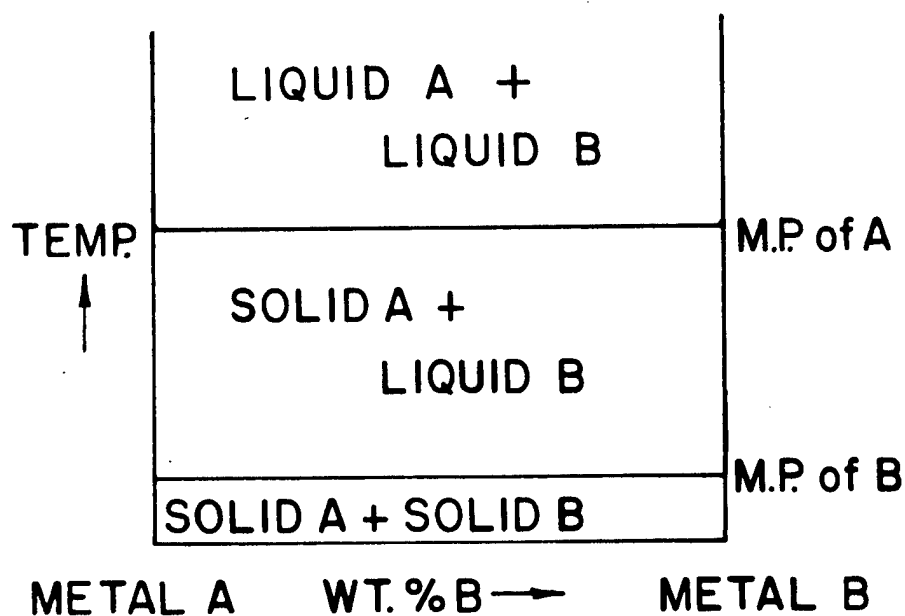 LIQUID A +
LIQUID B
TEMP.
M.P. of A
SOLID A +
LIQUID B
M.P. of B
SOLID A + SOLID B
METAL A WT. % B → METAL B